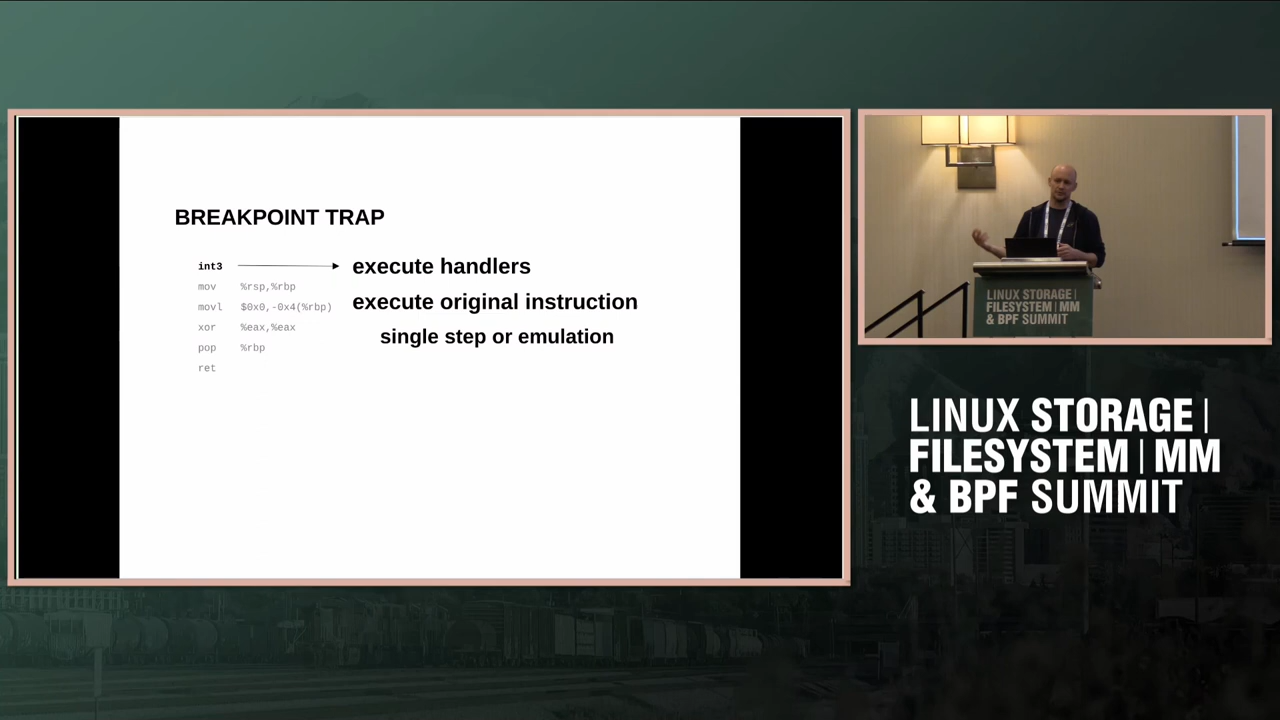 BREAKPOINT TRAP
int3 execute handlers
mov %rsp,%rbp
movl $0x0,-0x4(%rbp) execute original instruction
xor %eax,%eax
single step or emulation
pop %rbp
ret
LINUX STORAGE |
FILESYSTEM | MM
& BPF SUMMIT
LINUX STORAGE |
FILESYSTEM | MM
& BPF SUMMIT